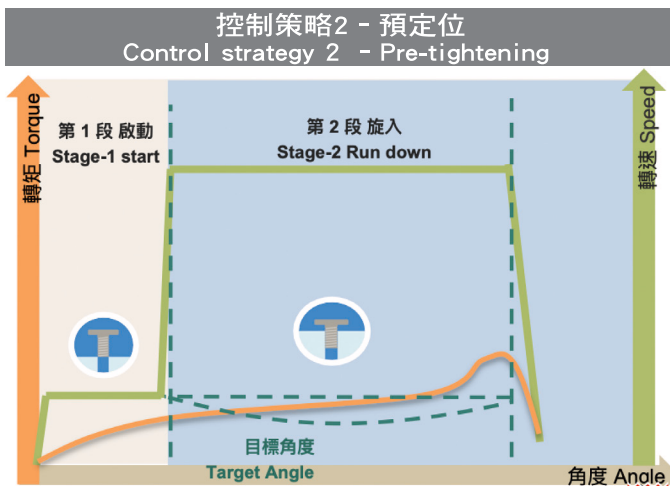 控制策略2 - 預定位
Control strategy 2 - Pre-tightening
轉矩 Torque
第 1 段 啟動
Stage-1 start
第 2 段 旋入
Stage-2 Run down
轉速 Speed
目標角度
Target Angle
角度 Angle